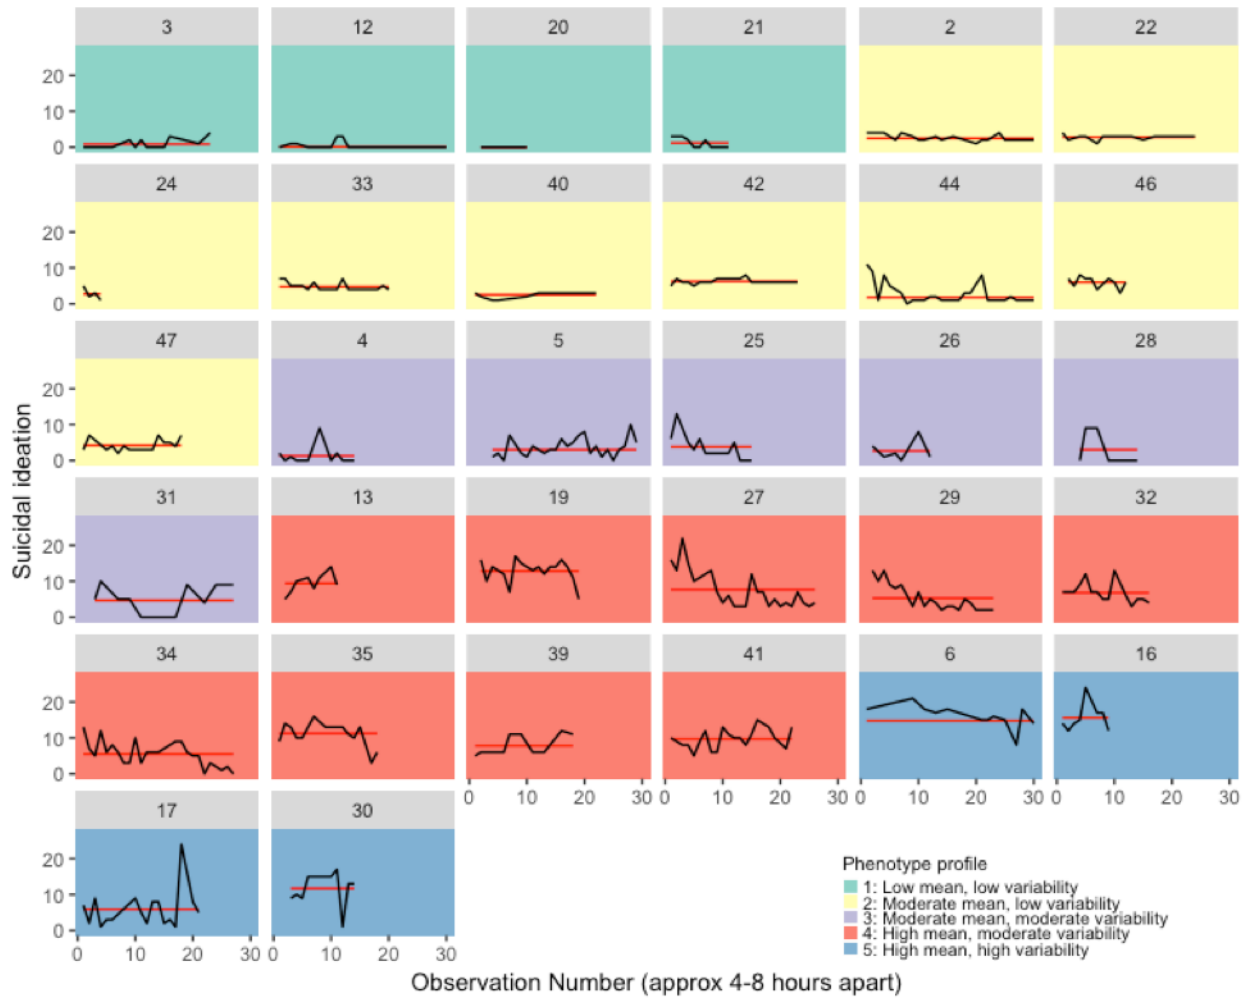 3 12 20 21 2 22
20
10
0
24 33 40 42 44 46
20
10
0
47 4 5 25 26 28
20
10
0
31 13 19 27 29 32
20
10
0
34 35 39 41 6 16
20
10
0
0 10 20 30 0 10 20 30 0 10 20 30 0 10 20 30
17 30
20
10
0
0 10 20 30 0 10 20 30
Suicidal ideation
Observation Number (approx 4-8 hours apart)
Phenotype profile
1: Low mean, low variability
2: Moderate mean, low variability
3: Moderate mean, moderate variability
4: High mean, moderate variability
5: High mean, high variability